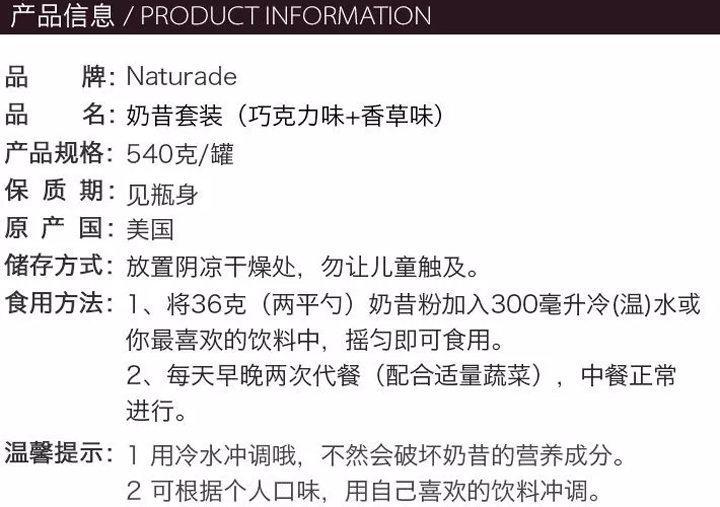 产品信息 / PRODUCT INFORMATION
品 牌：Naturade
品 名：奶昔套装（巧克力味+香草味）
产品规格：540克/罐
保 质 期：见瓶身
原 产 国：美国
储存方式：放置阴凉干燥处，勿让儿童触及。
食用方法：1、将36克（两平勺）奶昔粉加入300毫升冷(温)水或
你最喜欢的饮料中，摇匀即可食用。
2、每天早晚两次代餐（配合适量蔬菜），中餐正常
进行。
温馨提示：1 用冷水冲调哦，不然会破坏奶昔的营养成分。
2 可根据个人口味，用自己喜欢的饮料冲调。